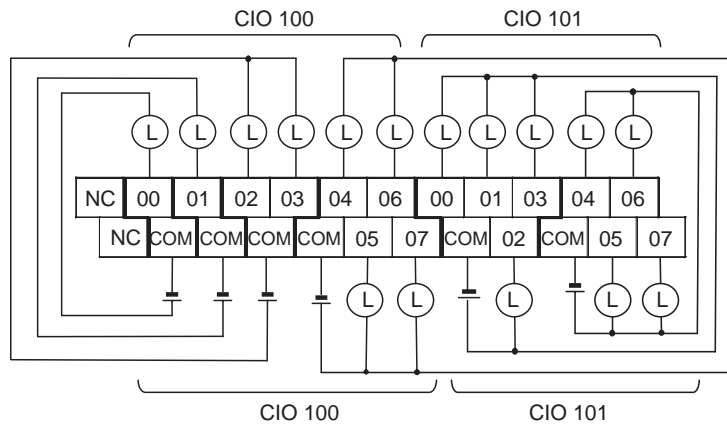 CIO 100 CIO 101
L L L L L L L L L L L
NC 00 01 02 03 04 06 00 01 03 04 06
NC COM COM COM COM 05 07 COM 02 COM 05 07
L L L L L
CIO 100 CIO 101